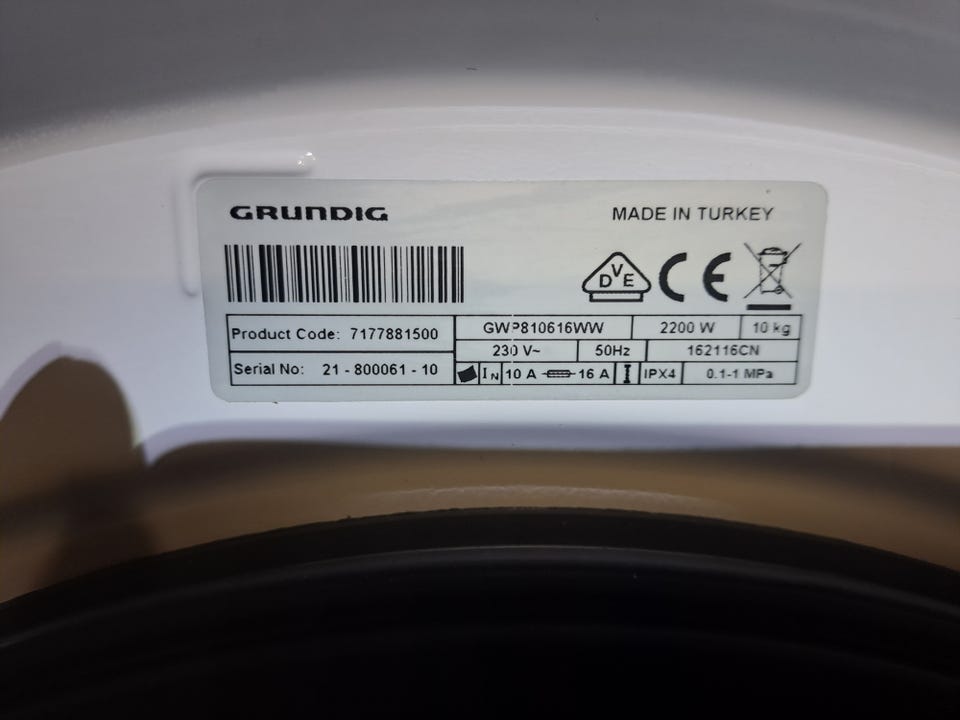 GRUNDIG
MADE IN TURKEY
DVE
CE
Product Code: 7177881500
GWP810616WW
2200 W
10 kg
230 V~
50Hz
162116CN
Serial No: 21 - 800061 - 10
IN
10 A
16 A
IPX4
0.1-1 MPa